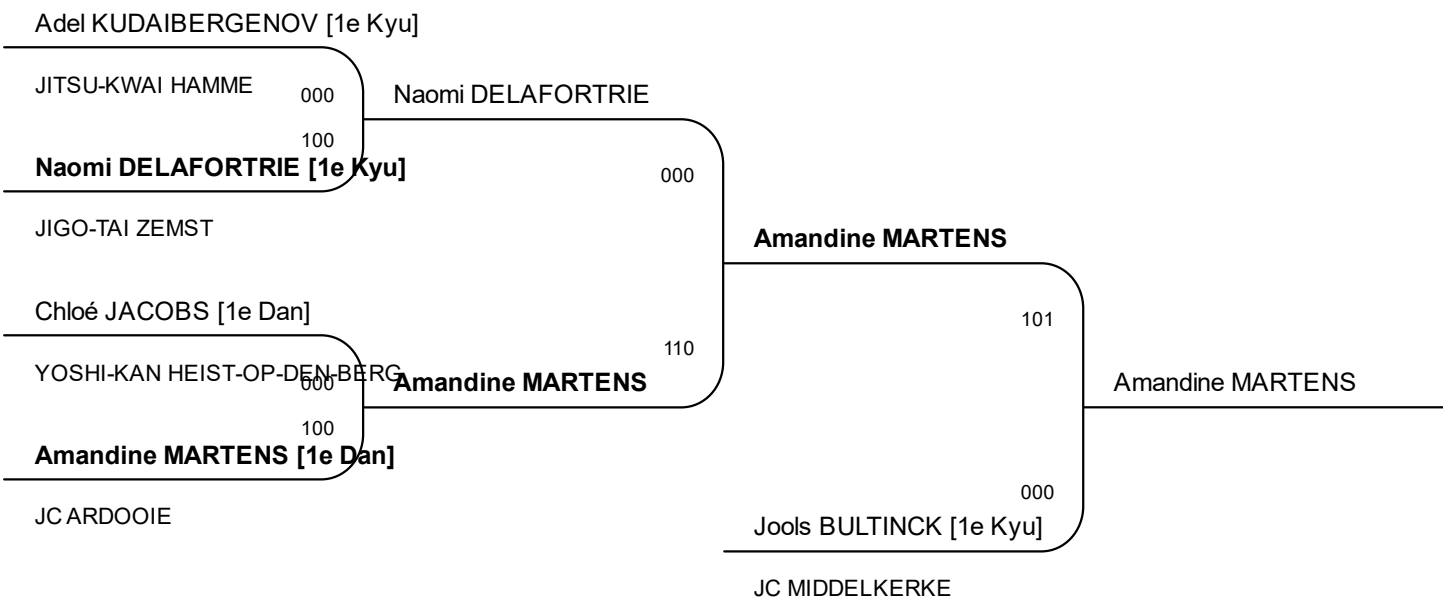 Adel KUDAIBERGENOV [1e Kyu]
JITSU-KWAI HAMME
000
Naomi DELAFORTRIE
100
Naomi DELAFORTRIE [1e Kyu]
000
JIGO-TAI ZEMST
Amandine MARTENS
Chloé JACOBS [1e Dan]
101
110
YOSHI-KAN HEIST-OP-DEN-BERG
000
Amandine MARTENS
Amandine MARTENS
100
Amandine MARTENS [1e Dan]
000
JC ARDOOIE
Jools BULTINCK [1e Kyu]
JC MIDDELKERKE